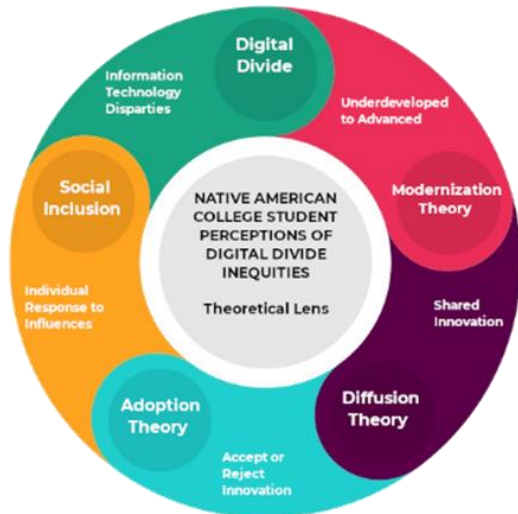 Digital
Divide
Information
Technology
Disparties
Underdeveloped
to Advanced
Social
Inclusion
NATIVE AMERICAN
COLLEGE STUDENT
PERCEPTIONS OF
DIGITAL DIVIDE
INEQUITIES
Theoretical Lens
Modernization
Theory
Individual
Response to
Influences
Shared
Innovation
Adoption
Theory
Diffusion
Theory
Accept or
Reject
Innovation